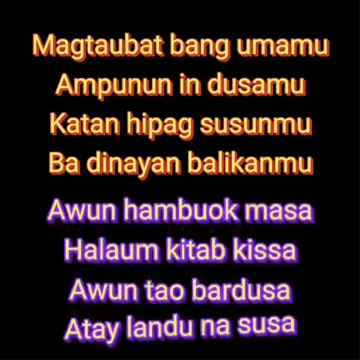 Magtaubat bang umamu
Ampunun in dusamu
Katan hipag susunmu
Ba dinayan balikanmu
Awun hambuok masa
Halaum kitab kissa
Awun tao bardusa
Atay landu na susa